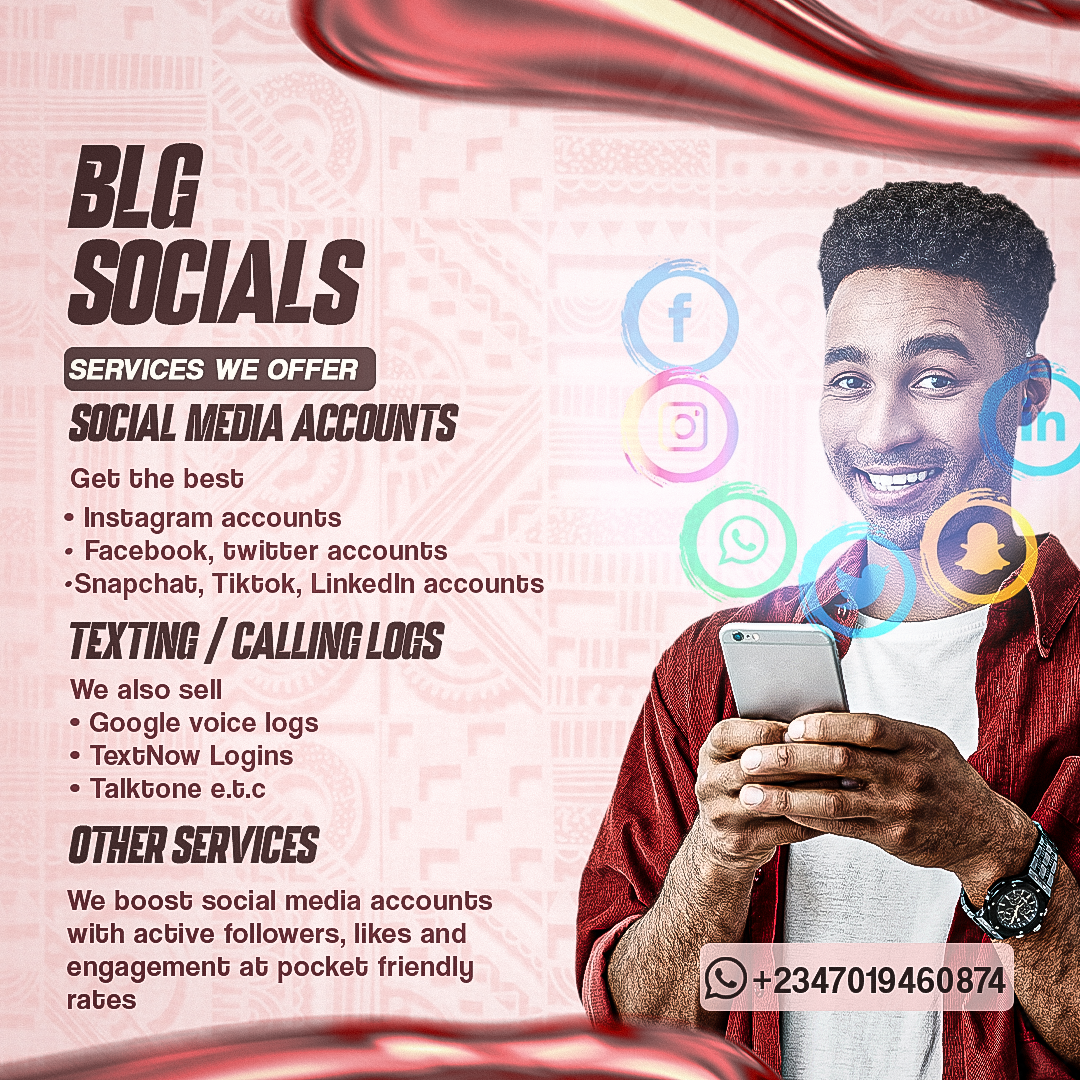 BLG
SOCIALS
SERVICES WE OFFER
SOCIAL MEDIA ACCOUNTS
Get the best
• Instagram accounts
• Facebook, twitter accounts
•Snapchat, Tiktok, LinkedIn accounts
TEXTING / CALLING LOGS
We also sell
• Google voice logs
• TextNow Logins
• Talktone e.t.c
OTHER SERVICES
We boost social media accounts
with active followers, likes and
engagement at pocket friendly
rates
f
in
+2347019460874